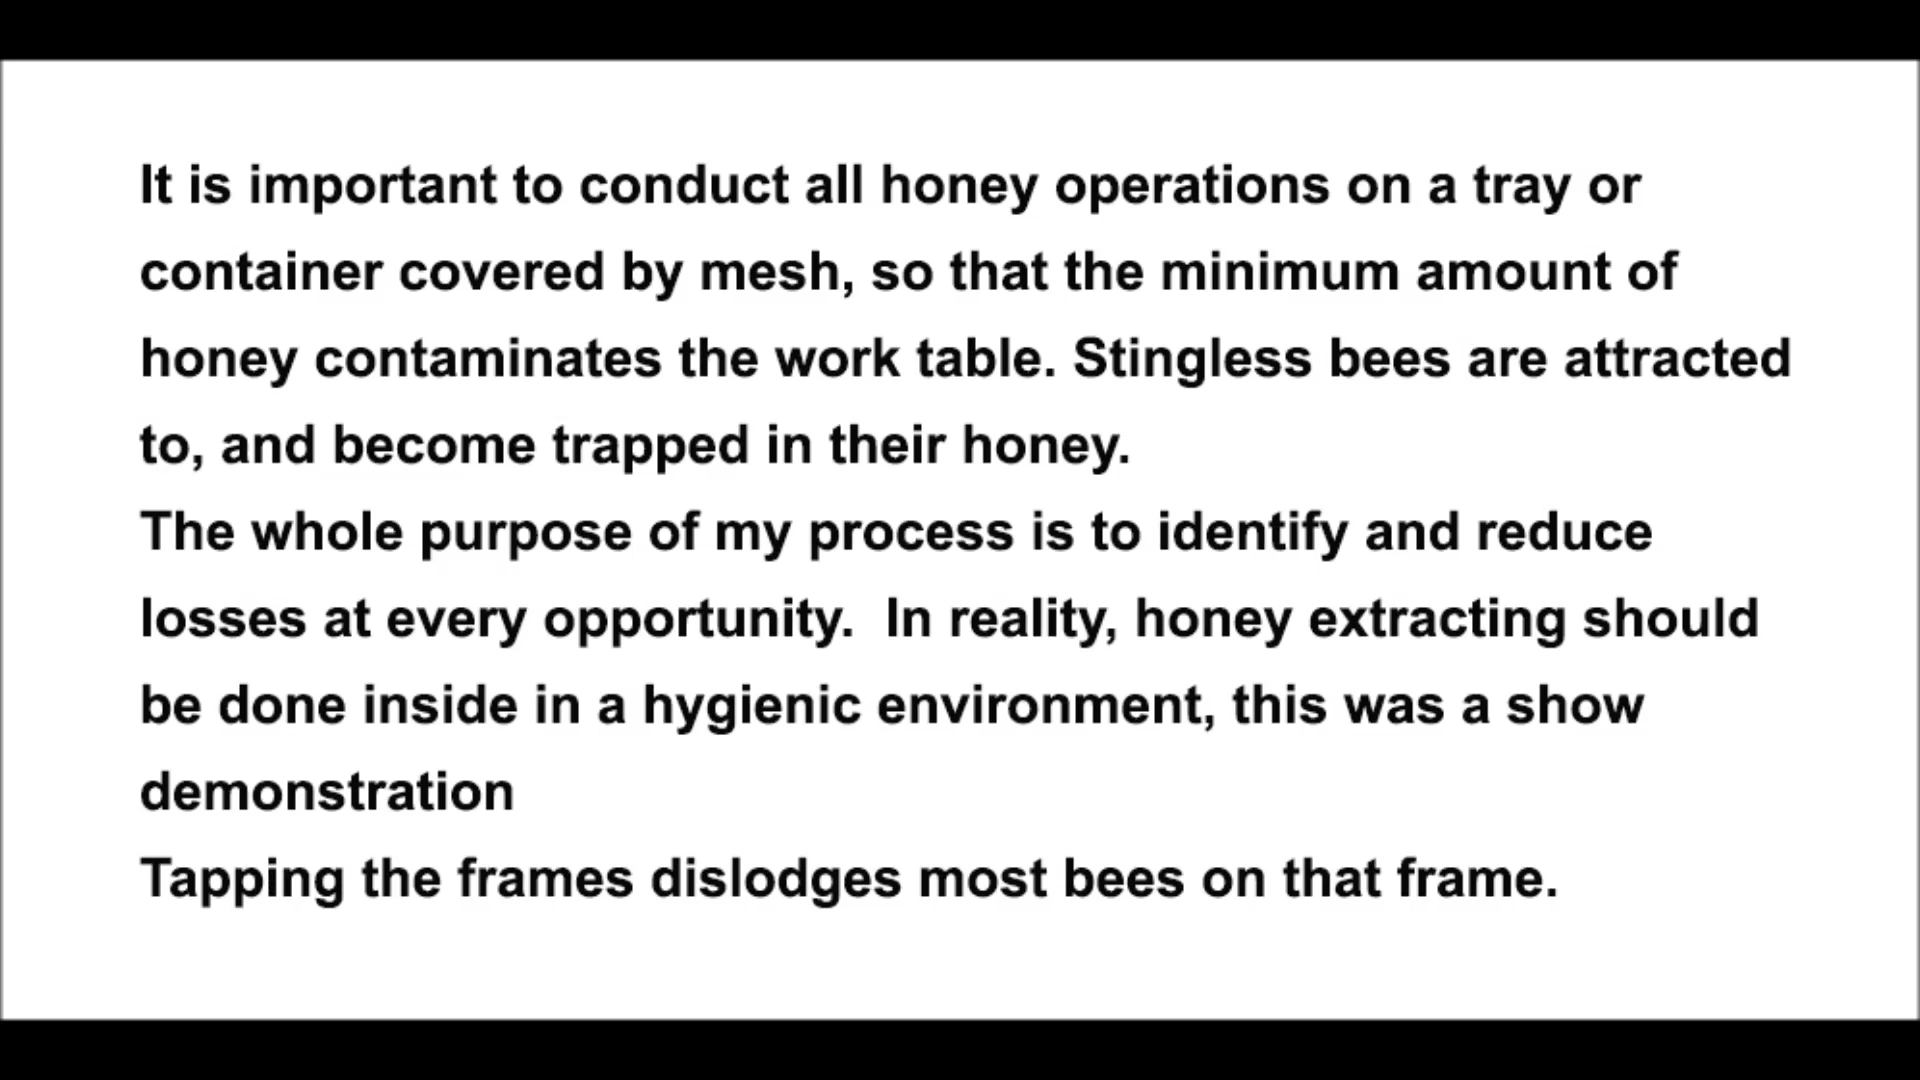 It is important to conduct all honey operations on a tray or
container covered by mesh, so that the minimum amount of
honey contaminates the work table. Stingless bees are attracted
to, and become trapped in their honey.
The whole purpose of my process is to identify and reduce
losses at every opportunity.  In reality, honey extracting should
be done inside in a hygienic environment, this was a show
demonstration
Tapping the frames dislodges most bees on that frame.